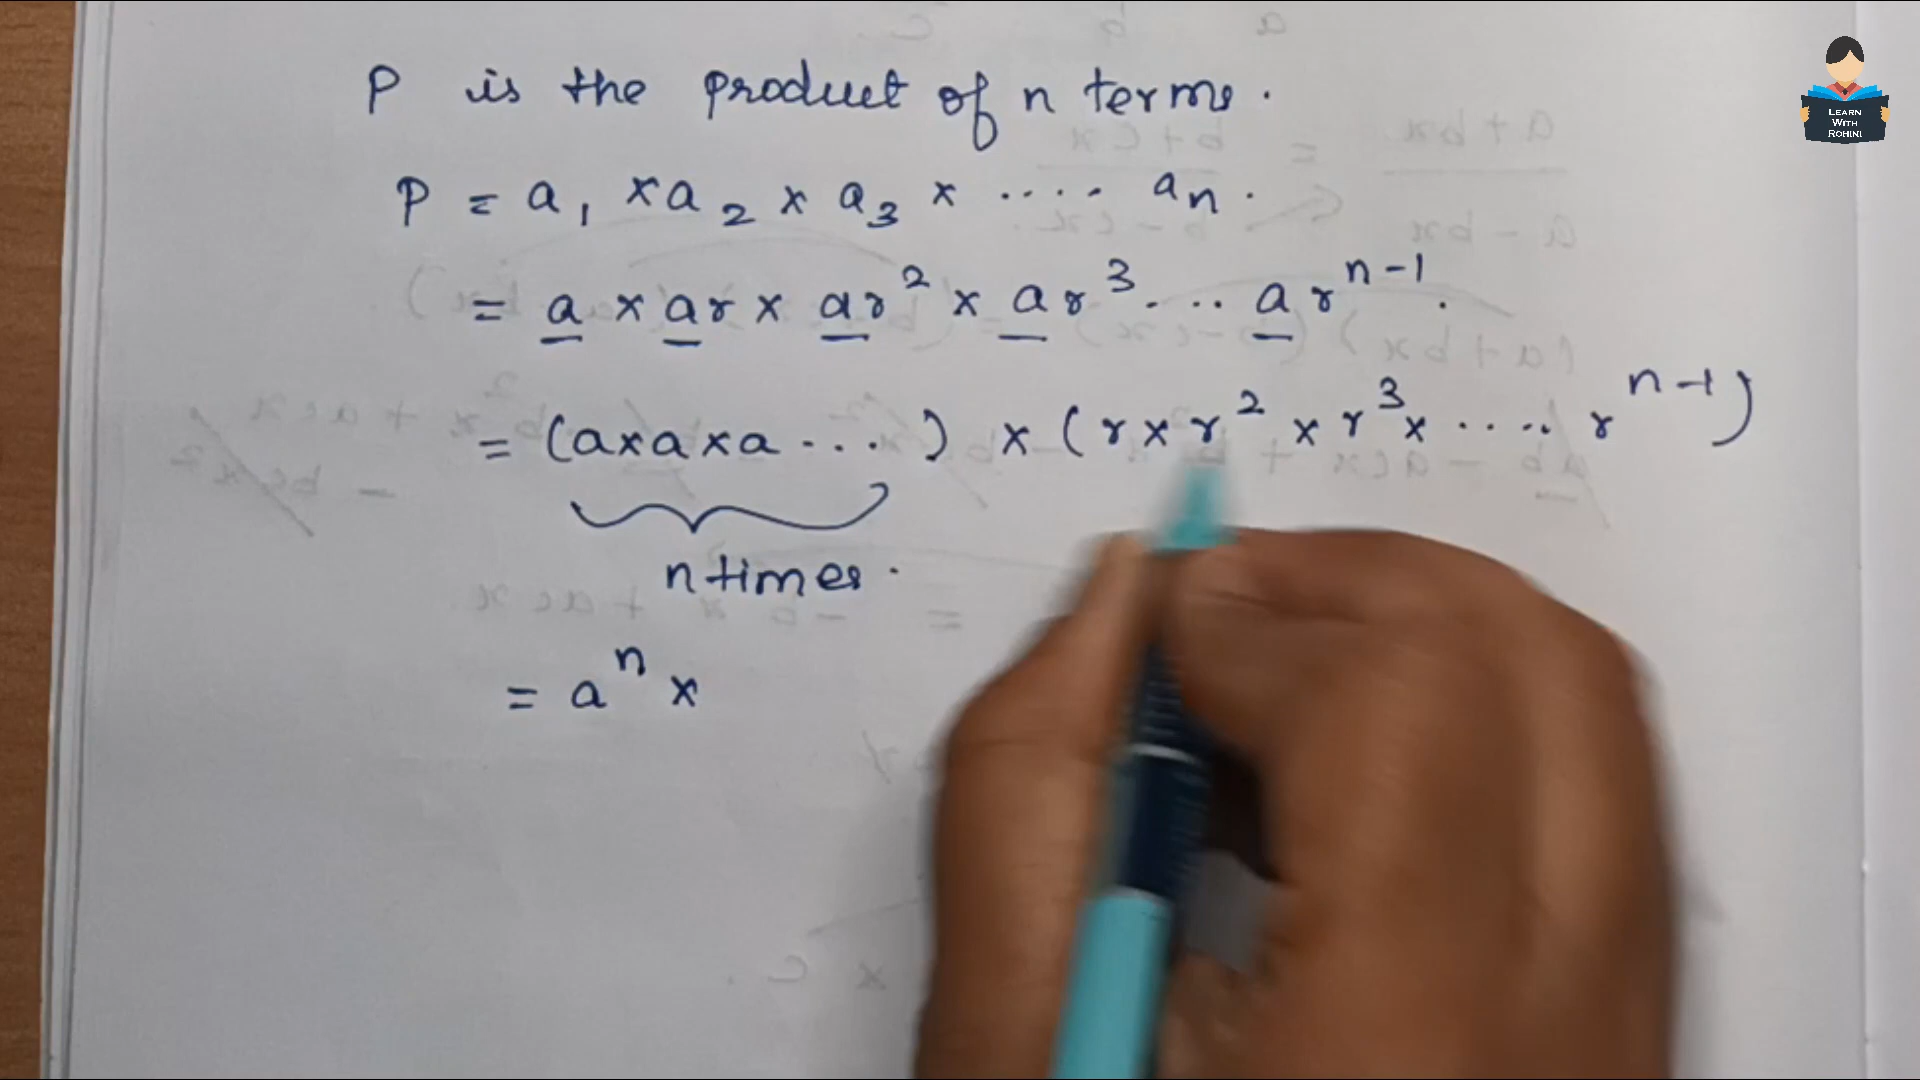 P is the product of n terms.
P = a₁ × a₂ × a₃ × .... aₙ.
= a × ar × ar² × ar³ ... arⁿ⁻¹.
= (a×a×a ....) × (r × r² × r³ × .... rⁿ⁻¹)
n times.
= aⁿ ×
LEARN
WITH
ROHINI